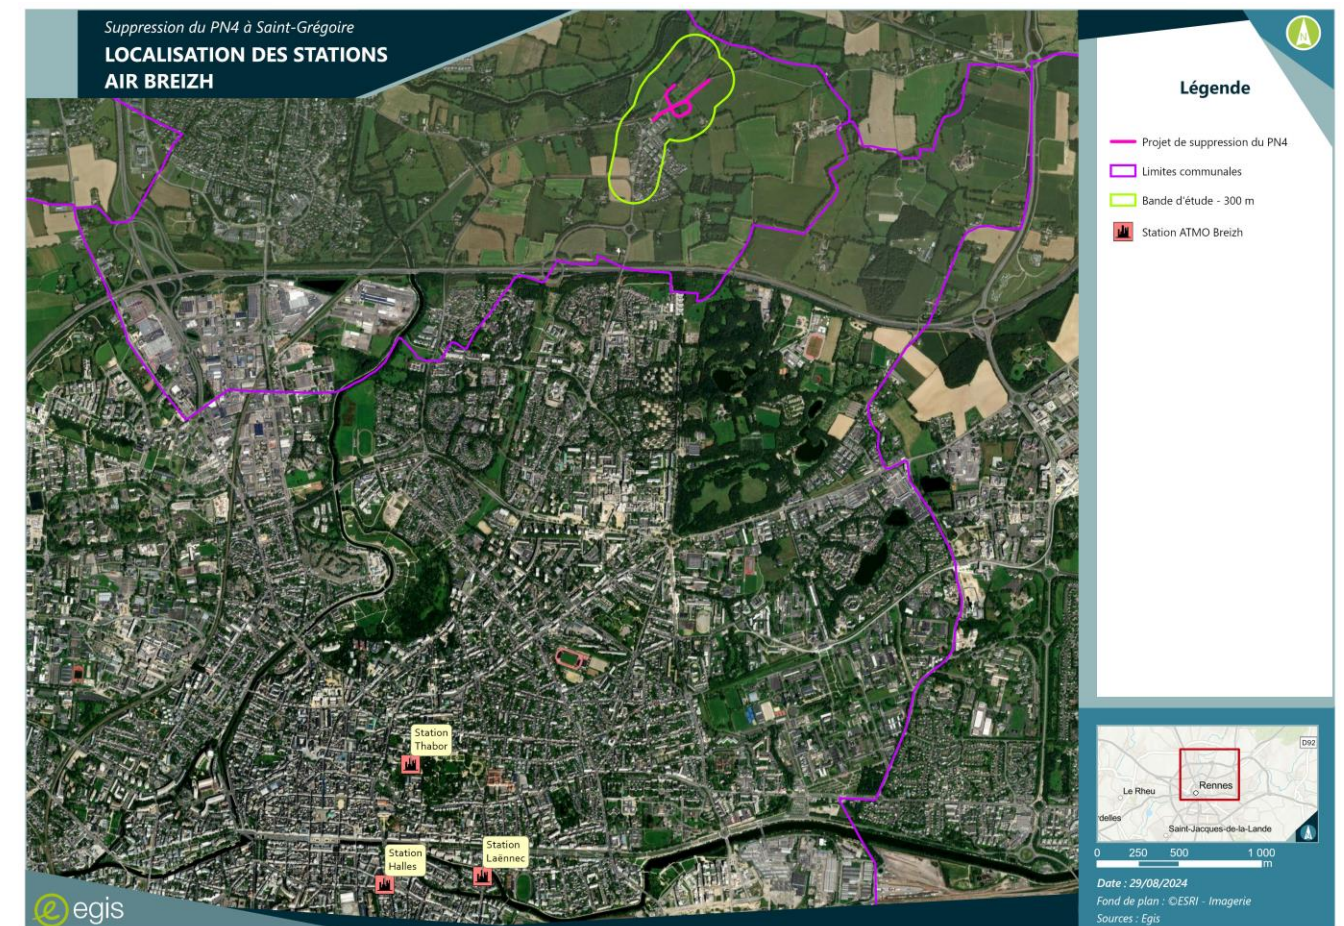 Suppression du PN4 à Saint-Grégoire
LOCALISATION DES STATIONS
AIR BREIZH
N
Légende
Projet de suppression du PN4
Limites communales
Bande d'étude - 300 m
Station ATMO Breizh
Station
Thabor
Station
Halles
Station
Laënnec
D92
Le Rheu
Rennes
rdelles
Saint-Jacques-de-la-Lande
0 250 500 1 000
m
Date : 29/08/2024
Fond de plan : ©ESRI - Imagerie
Sources : Egis
egis